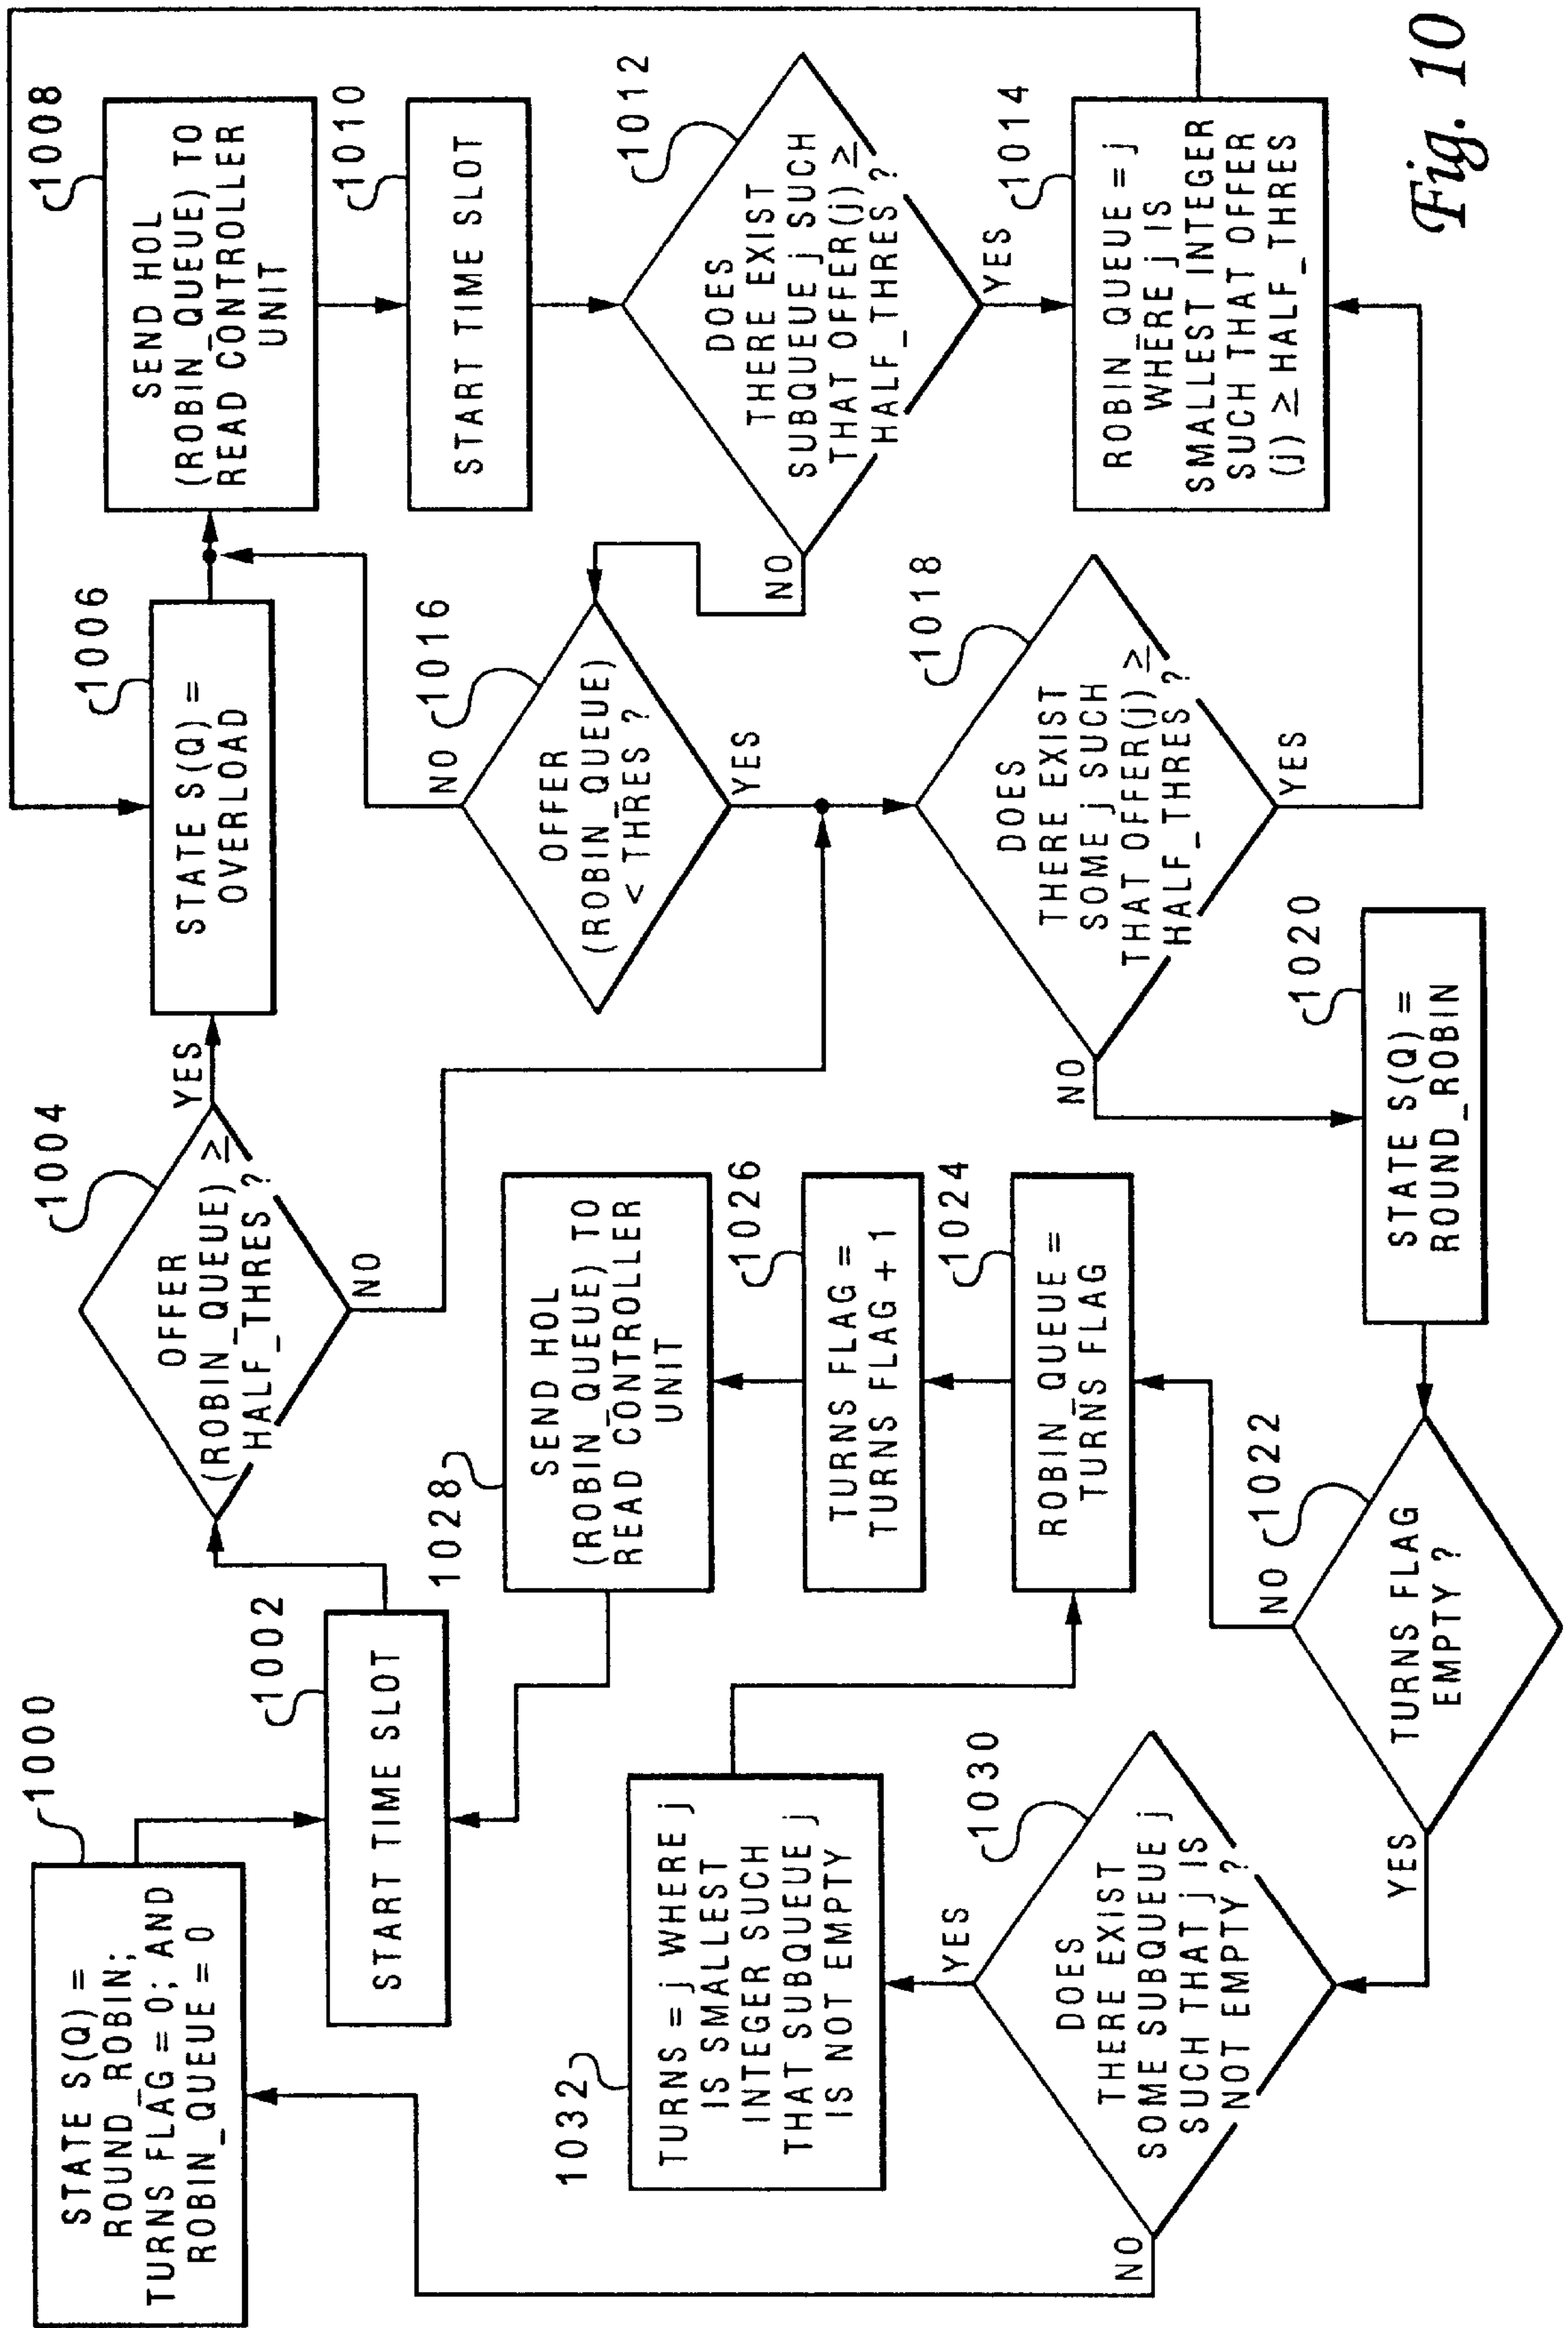 1000
STATE S(Q) =
ROUND_ROBIN;
TURNS FLAG = 0; AND
ROBIN_QUEUE = 0
1002
START TIME SLOT
1004
OFFER
(ROBIN_QUEUE) ≥
HALF_THRES ?
YES
NO
1006
STATE S(Q) =
OVERLOAD
1008
SEND HOL
(ROBIN_QUEUE) TO
READ CONTROLLER
UNIT
1010
START TIME SLOT
1012
DOES
THERE EXIST
SUBQUEUE j SUCH
THAT OFFER(j) ≥
HALF_THRES ?
NO
YES
1014
ROBIN_QUEUE = j
WHERE j IS
SMALLEST INTEGER
SUCH THAT OFFER
(j) ≥ HALF_THRES
1016
OFFER
(ROBIN_QUEUE)
< THRES ?
NO
YES
1018
DOES
THERE EXIST
SOME j SUCH
THAT OFFER(j) ≥
HALF_THRES ?
NO
YES
1020
STATE S(Q) =
ROUND_ROBIN
1022
TURNS FLAG
EMPTY ?
NO
YES
1024
ROBIN_QUEUE =
TURNS FLAG
1026
TURNS FLAG =
TURNS FLAG + 1
1028
SEND HOL
(ROBIN_QUEUE) TO
READ CONTROLLER
UNIT
1030
DOES
THERE EXIST
SOME SUBQUEUE j
SUCH THAT j IS
NOT EMPTY ?
YES
NO
1032
TURNS = j WHERE j
IS SMALLEST
INTEGER SUCH
THAT SUBQUEUE j
IS NOT EMPTY
Fig. 10